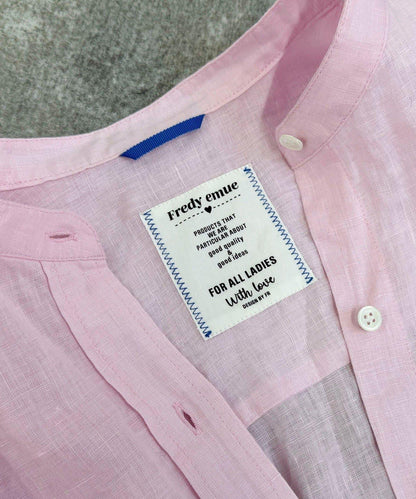 Fredy emue
PRODUCTS THAT
WE ARE
PARTICULAR ABOUT
good quality
&
good ideas
FOR ALL LADIES
With love
DESIGN BY FN